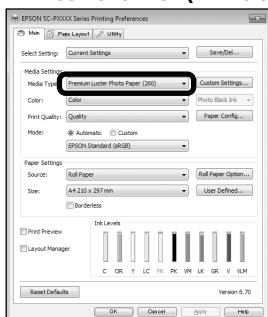 EPSON SC-PXXXX Series Printing Preferences
Main Page Layout Utility
Select Setting: Current Settings Save/Del...
Media Settings
Media Type: Premium Luster Photo Paper (260) Custom Settings...
Color: Color Photo Black Ink
Print Quality: Quality Paper Config...
Mode: Automatic Custom
EPSON Standard (sRGB)
Paper Settings
Source: Roll Paper Roll Paper Option...
Size: A4 210 x 297 mm User Defined...
Borderless
Ink Levels
Print Preview
Layout Manager
C OR Y LC MK PK VM LK GR V VLM
Reset Defaults Version 6.70
OK Cancel Apply Help